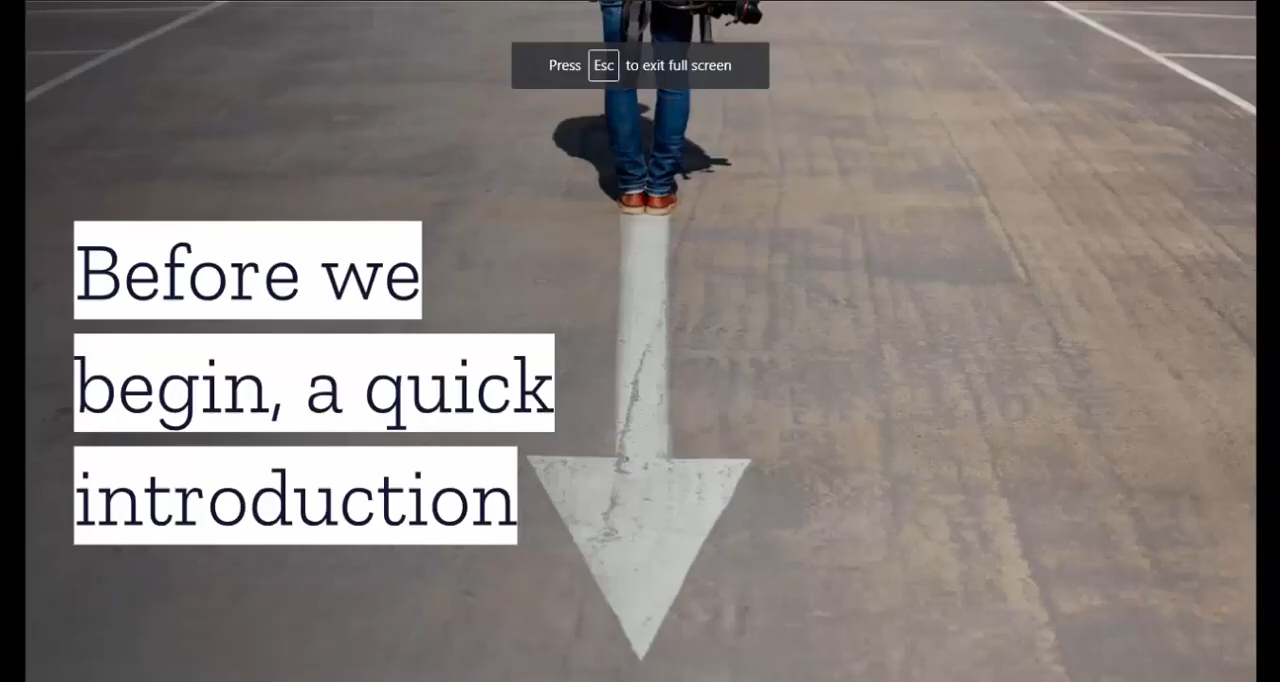 Press Esc to exit full screen
Before we
begin, a quick
introduction